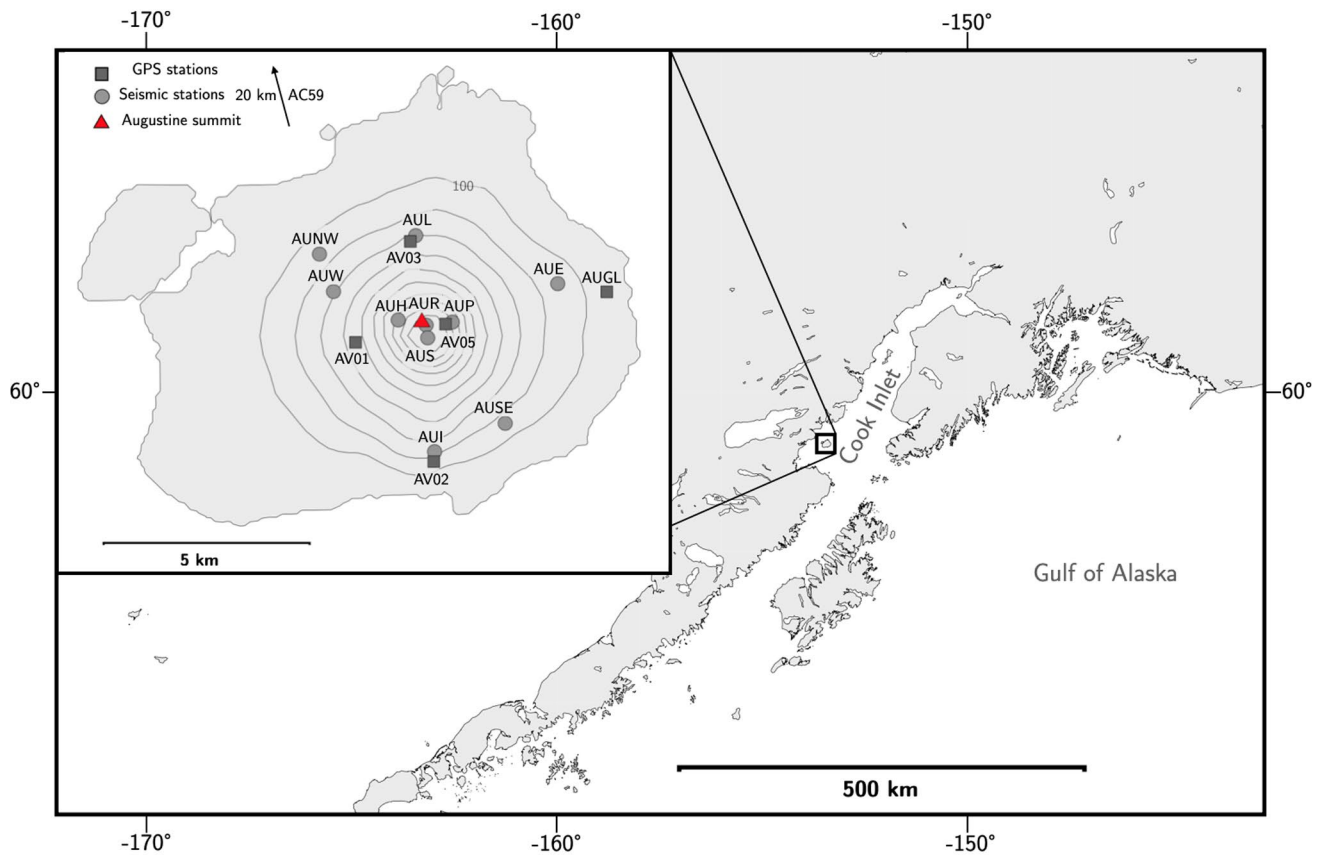 -170°
-160°
-150°
GPS stations
Seismic stations
20 km
AC59
Augustine summit
100
AUL
AUNW
AV03
AUW
AUE
AUGL
AUH
AUR
AUP
AV01
AUS
AV05
AUSE
AUI
AV02
5 km
60°
60°
Cook Inlet
Gulf of Alaska
500 km
-170°
-160°
-150°